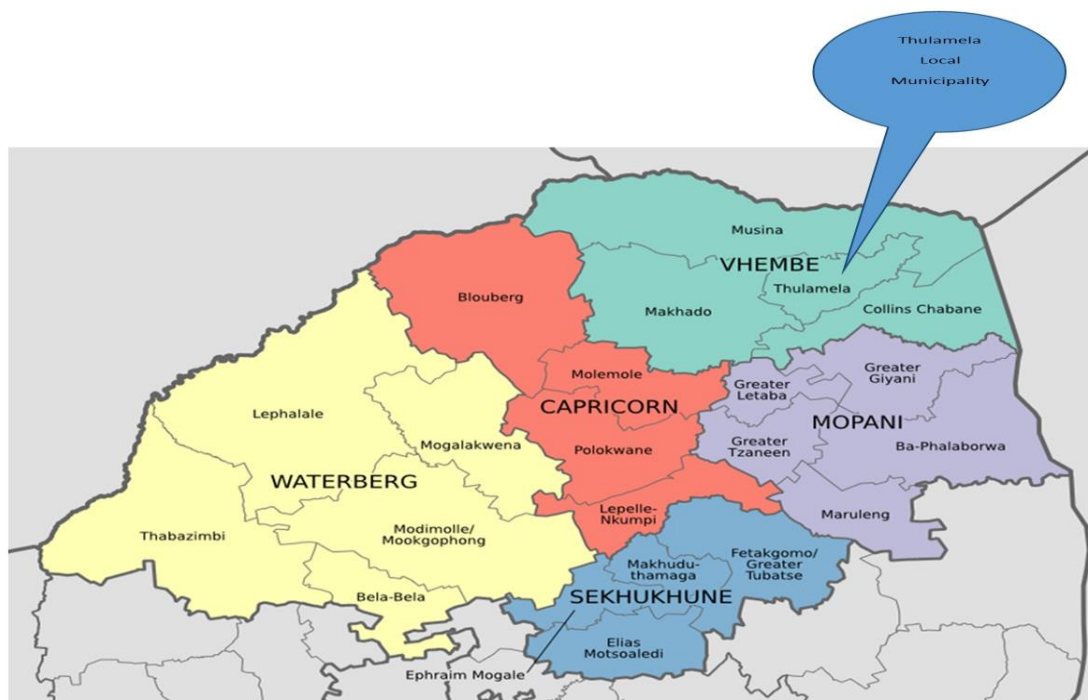 Thulamela
Local
Municipality
Musina
VHEMBE
Thulamela
Makhado
Collins Chabane
Blouberg
Molemole
CAPRICORN
Polokwane
Lepelle-
Nkumpi
Greater
Letaba
Greater
Giyani
MOPANI
Greater
Tzaneen
Ba-Phalaborwa
Maruleng
Lephalale
Mogalakwena
WATERBERG
Thabazimbi
Modimolle/
Mookgophong
Bela-Bela
Makhudu-
thamaga
Fetakgomo/
Greater
Tubatse
SEKHUKHUNE
Elias
Motsoaledi
Ephraim Mogale